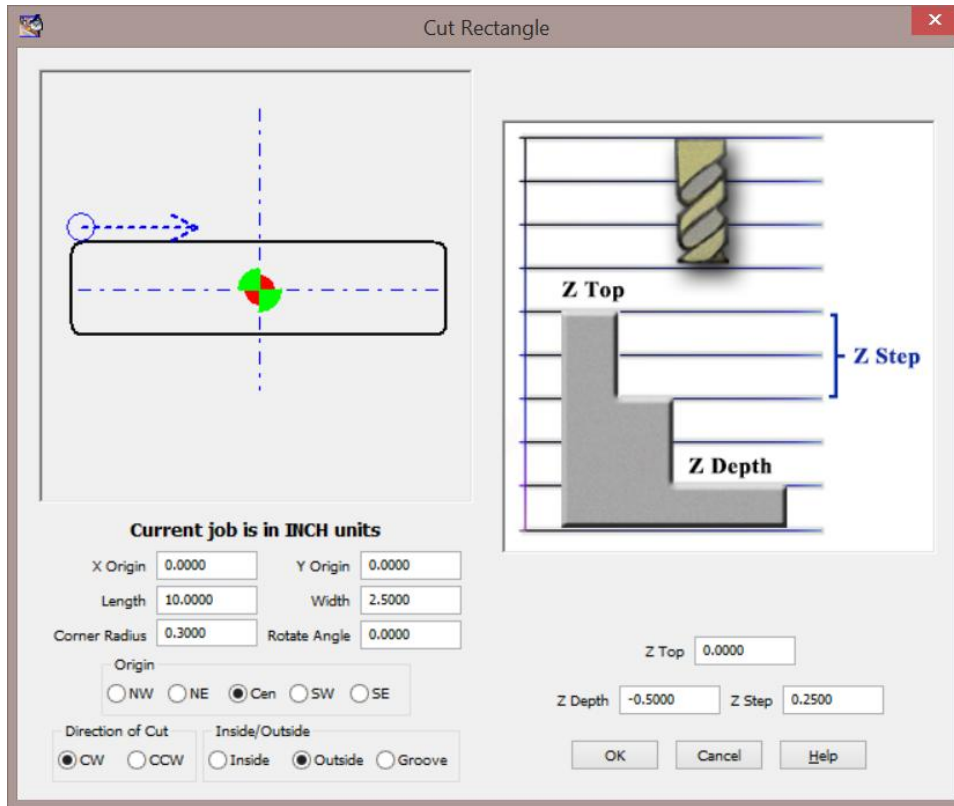 Cut Rectangle
Z Top
Z Step
Z Depth
Current job is in INCH units
X Origin 0.0000 Y Origin 0.0000
Length 10.0000 Width 2.5000
Corner Radius 0.3000 Rotate Angle 0.0000
Origin
NW NE Cen SW SE
Direction of Cut Inside/Outside
CW CCW Inside Outside Groove
Z Top 0.0000
Z Depth -0.5000 Z Step 0.2500
OK Cancel Help